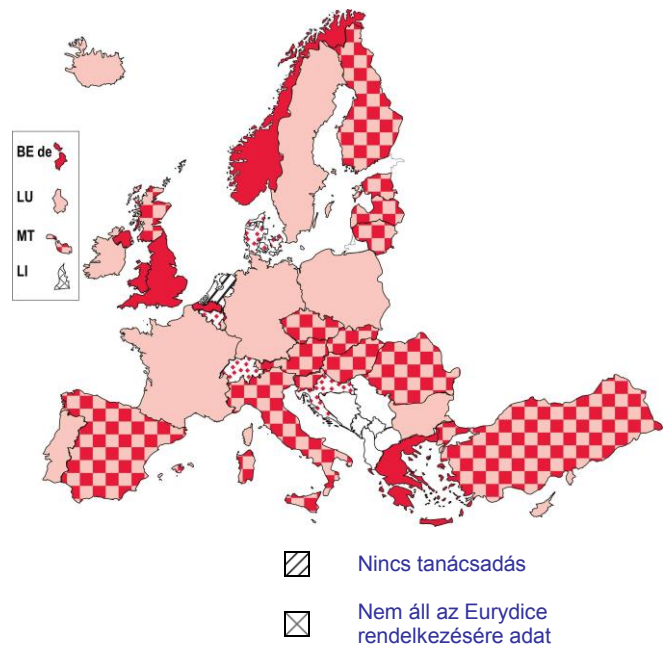 BE de
LU
MT
LI
Nincs tanácsadás
Nem áll az Eurydice
rendelkezésére adat